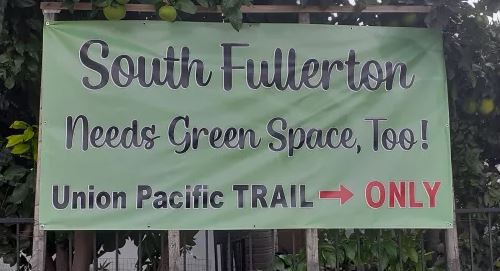 South Fullerton
Needs Green Space, Too!
Union Pacific TRAIL → ONLY